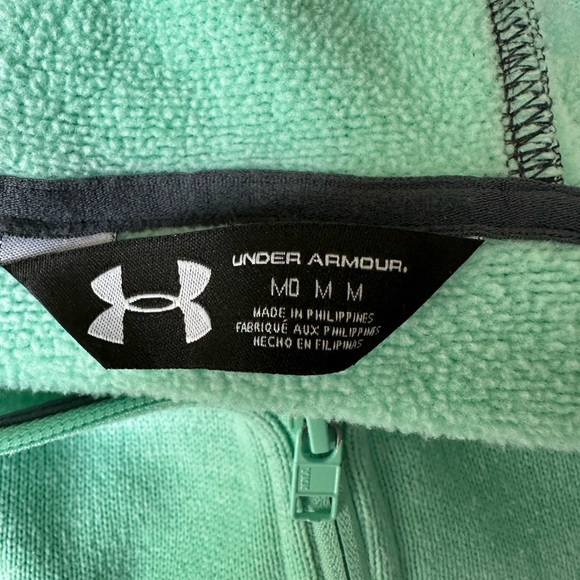 UNDER ARMOUR.
MD M M
MADE IN PHILIPPINES
FABRIQUÉ AUX PHILIPPINES
HECHO EN FILIPINAS